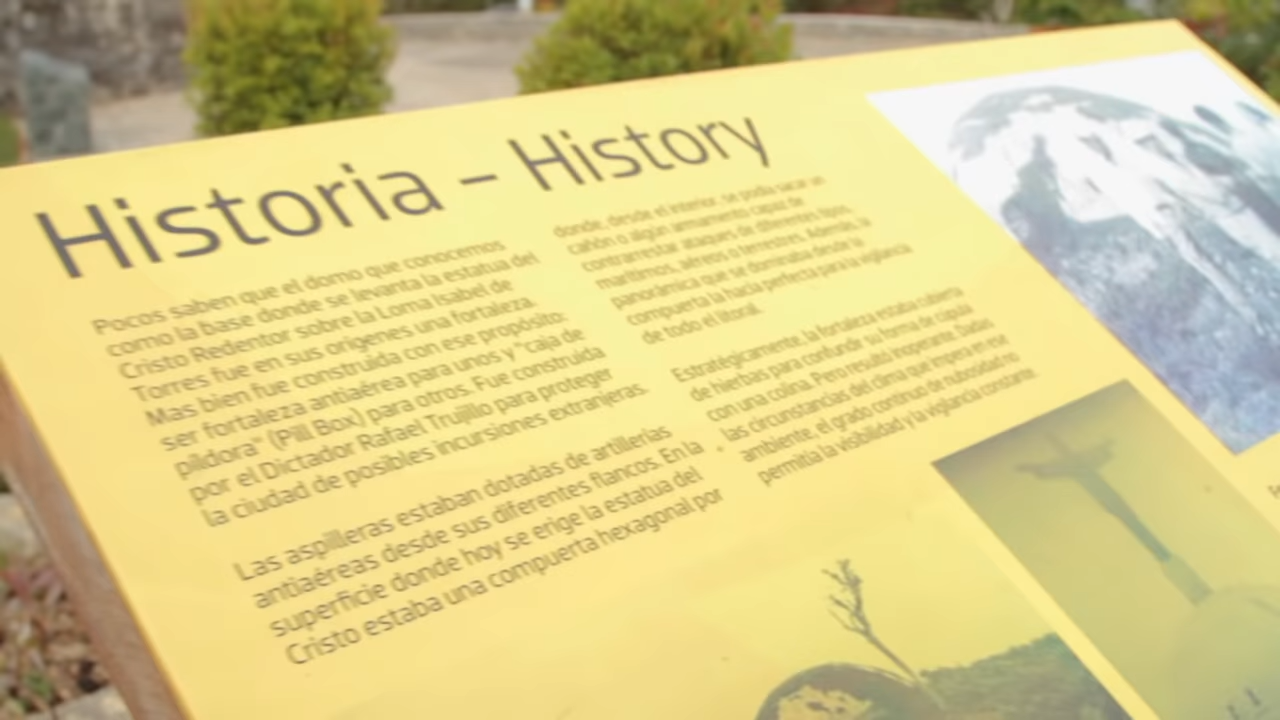 Historia – History
Pocos saben que el domo que conocemos
como la base donde se levanta la estatua del
Cristo Redentor sobre la Loma Isabel de
Torres fue en sus orígenes una fortaleza.
Mas bien fue construida con ese propósito:
ser fortaleza antiaérea para unos y "caja de
píldora" (Pill Box) para otros. Fue construida
por el Dictador Rafael Trujillo para proteger
la ciudad de posibles incursiones extranjeras.
Las aspilleras estaban dotadas de artillerías
antiaéreas desde sus diferentes flancos. En la
superficie donde hoy se erige la estatua del
Cristo estaba una compuerta hexagonal por
donde, desde el interior, se podía sacar un
cañón o algún armamento capaz de
contrarrestar ataques de diferentes tipos,
marítimos, aéreos o terrestres. Además, la
panorámica que se dominaba desde la
compuerta la hacía perfecta para la vigilancia
de todo el litoral.
Estratégicamente, la fortaleza estaba cubierta
de hierbas para confundir su forma de cúpula
con una colina. Pero resultó inoperante. Dadas
las circunstancias del clima que impera en ese
ambiente, el grado continuo de nubosidad no
permitía la visibilidad y la vigilancia constante